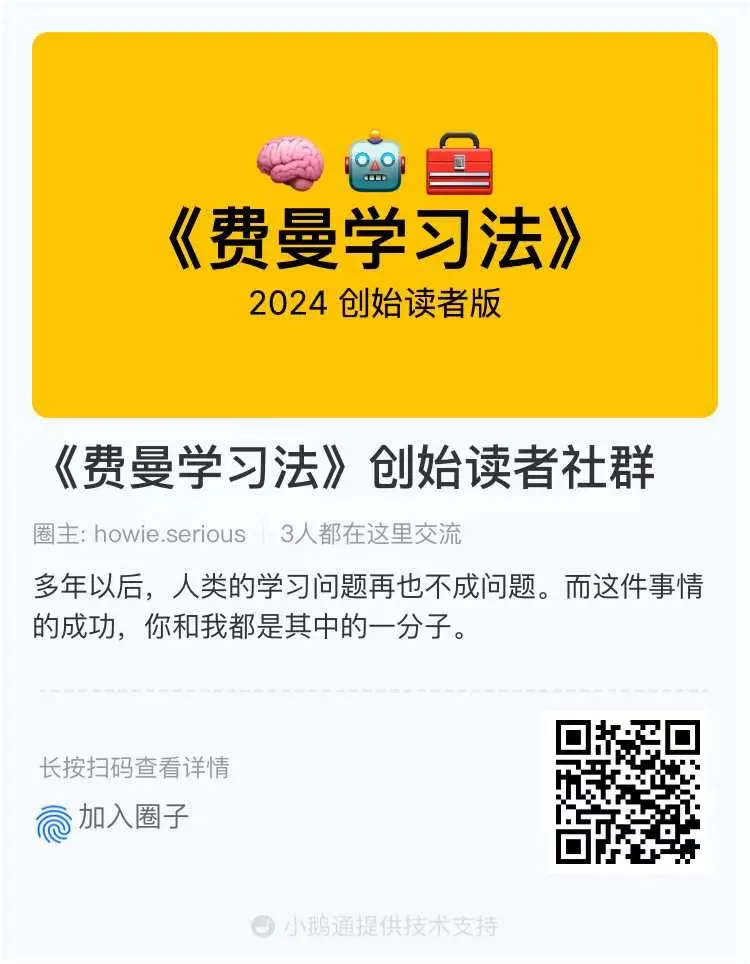 《费曼学习法》
2024 创始读者版
《费曼学习法》创始读者社群
圈主: howie.serious
3人都在这里交流
多年以后，人类的学习问题再也不成问题。而这件事情
的成功，你和我都是其中的一分子。
长按扫码查看详情
加入圈子
小鹅通提供技术支持